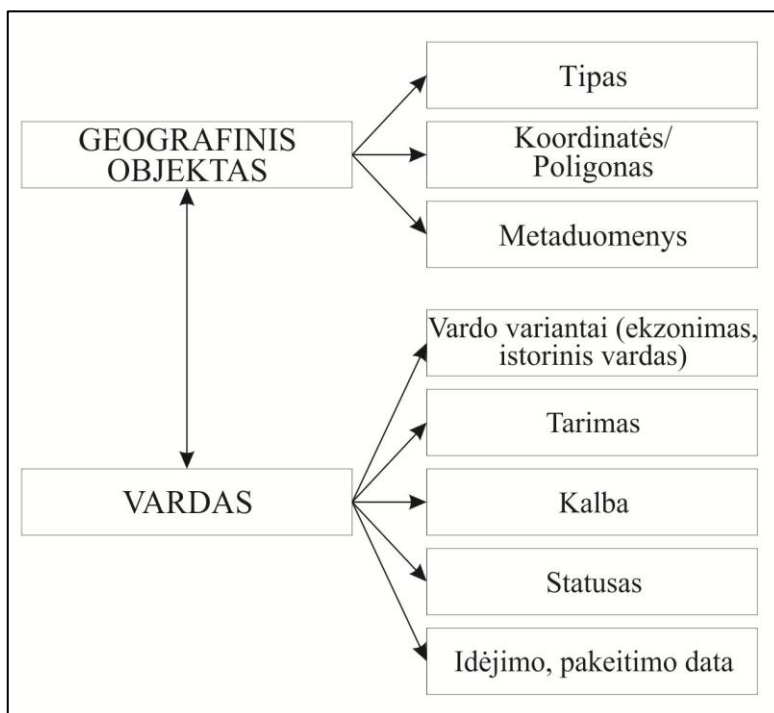 GEOGRAFINIS
OBJEKTAS
Tipas
Koordinatės/
Poligonas
Metaduomenys
VARDAS
Vardo variantai (ekzonimas,
istorinis vardas)
Tarimas
Kalba
Statusas
Idėjimo, pakeitimo data